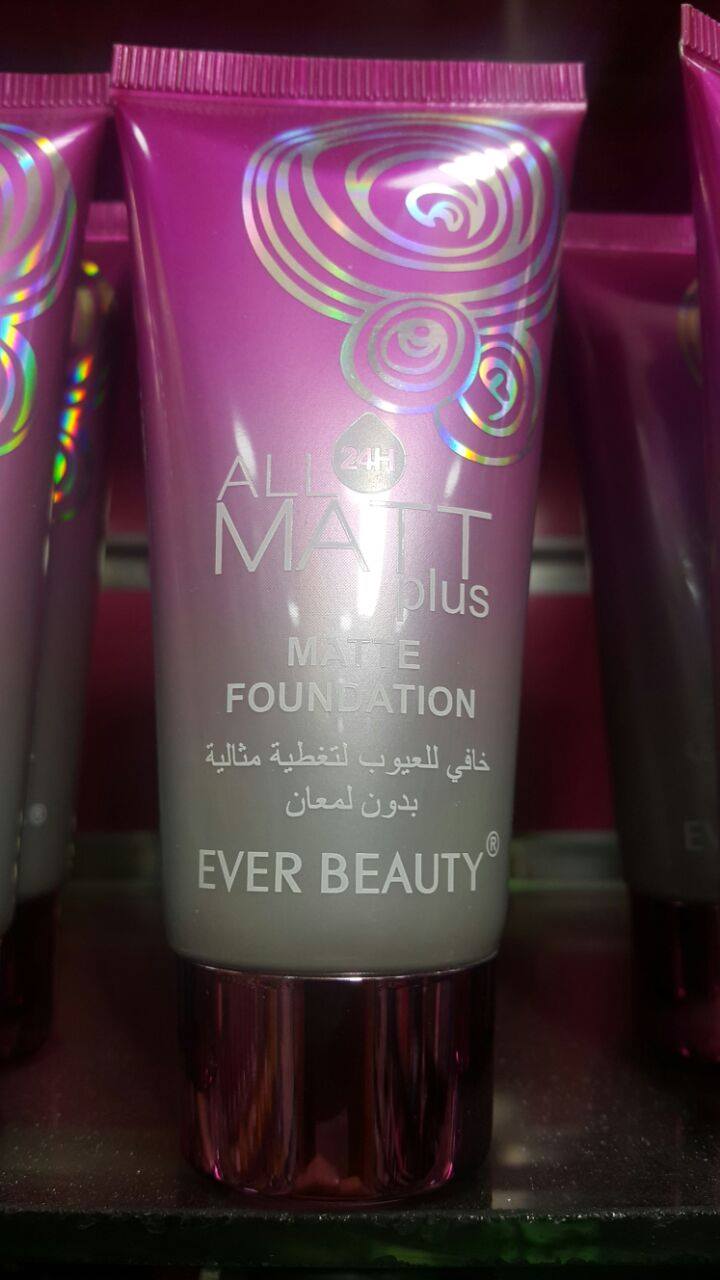 24H
ALL
MATT
plus
MATTE
FOUNDATION
خافي للعيوب لتغطية مثالية
بدون لمعان
EVER BEAUTY®